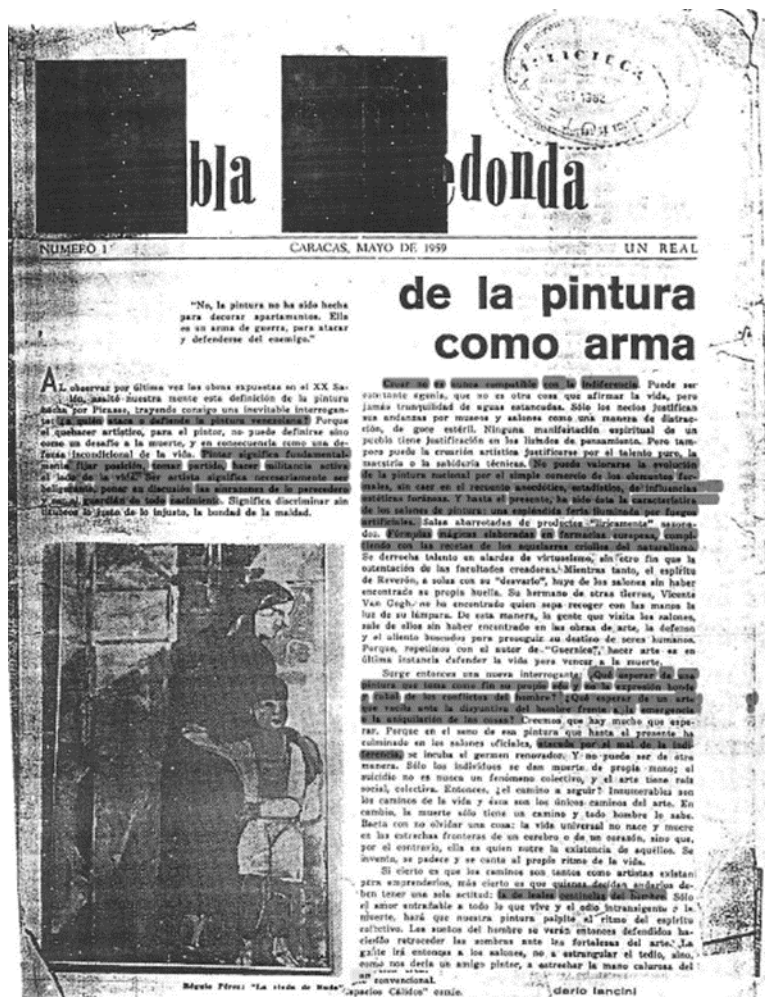 bla edonda
NUMERO 1 CARACAS, MAYO DE 1959 UN REAL
de la pintura
como arma
"No, la pintura no ha sido hecha
para decorar apartamentos. Ella
es un arma de guerra, para atacar
y defenderse del enemigo."
AL observar por última vez las obras expuestas en el XX Sa-
lón, asaltó nuestra mente esta definición de la pintura
hecha por Picasso, trayendo consigo una inevitable interrogan-
te: ¿a quién ataca o defiende la pintura venezolana? Porque
el quehacer artístico, para el pintor, no puede definirse sino
como un desafío a la muerte, y en consecuencia como una de-
fensa incondicional de la vida. Pintar significa fundamental-
mente fijar posición, tomar partido, hacer militancia activa
al lado de la vida. Ser artista significa necesariamente ser
beligerante, poner en discusión las sinrazones de lo perecedero
y ser guardián de todo nacimiento. Significa discriminar sin
titubeos lo justo de lo injusto, la bondad de la maldad.
Régulo Pérez: "La viuda de
Crear no es nunca compatible con la indiferencia. Puede ser
constante agonía, que no es otra cosa que afirmar la vida, pero
jamás tranquilidad de aguas estancadas. Sólo los necios justifican
sus andanzas por museos y salones como una manera de distrac-
ción, de goce estéril. Ninguna manifestación espiritual de un
pueblo tiene justificación en los lindes de pensamiento. Pero tam-
poco puede la creación artística justificarse por el talento puro, la
maestría o la sabiduría técnicas. No puede valorarse la evolución
de la pintura nacional por el simple comercio de los elementos for-
males, sin caer en el recuento anecdótico, estadístico, de influencias
estéticas foráneas. Y hasta el presente, ha sido ésta la característica
de los salones de pintura: una espléndida feria iluminada por fuegos
artificiales. Salas abarrotadas de productos "líricamente" sazona-
dos. Fórmulas mágicas elaboradas en farmacias europeas, compi-
tiendo con las recetas de los aquelarres criollos del naturalismo.
Se derrocha talento en alardes de virtuosismo, sin otro fin que la
ostentación de las facultades creadoras. Mientras tanto, el espíritu
de Reverón, a solas con su "desvarío", huye de los salones sin haber
encontrado su propia huella. Su hermano de otras tierras, Vicente
Van Gogh, no ha encontrado quien sepa recoger con las manos la
luz de su lámpara. De esta manera, la gente que visita los salones,
sale de ellos sin haber encontrado en las obras de arte, la defensa
y el aliento buscados para proseguir su destino de seres humanos.
Porque, repetimos con el autor de "Guernica", hacer arte es en
última instancia defender la vida para vencer a la muerte.
Surge entonces una nueva interrogante: ¿Qué esperar de una
pintura que toma como fin su propio y no la expresión honda
y cabal de los conflictos del hombre? ¿Qué esperar de un arte
que vacila ante la disyuntiva del hombre frente a la emergencia
o la aniquilación de las cosas? Creemos que hay mucho que espe-
rar. Porque en el seno de esa pintura que hasta el presente ha
culminado en los salones oficiales, atacada por el mal de la indi-
ferencia, se incuba el germen renovador. Y no puede ser de otra
manera. Sólo los individuos se dan muerte de propia mano; el
suicidio no es nunca un fenómeno colectivo, y el arte tiene raíz
social, colectiva. Entonces, ¿el camino a seguir? Innumerables son
los caminos de la vida y ésos son los únicos caminos del arte. En
cambio, la muerte sólo tiene un camino y todo hombre lo sabe.
Basta con no olvidar una cosa: la vida universal no nace y muere
en las estrechas fronteras de un cerebro o de un corazón, sino que,
por el contrario, ella es quien nutre la existencia de aquéllos. Se
inventa, se padece y se canta al propio ritmo de la vida.
Si cierto es que los caminos son tantos como artistas existan
para emprenderlos, más cierto es que quienes decidan andarlos de-
ben tener una sola actitud: la de leales centinelas del hombre. Sólo
el amor entrañable a todo lo que vive y el odio intransigente a la
muerte, hará que nuestra pintura palpite al ritmo del espíritu
colectivo. Los sueños del hombre se verán entonces defendidos ha-
ciendo retroceder las sombras ante las fortalezas del arte. La
gente irá entonces a los salones, no a estrangular el tedio, sino,
como nos decía un amigo pintor, a estrechar la mano calurosa del
convencional.
"Espacios Cálidos"
dario lancini